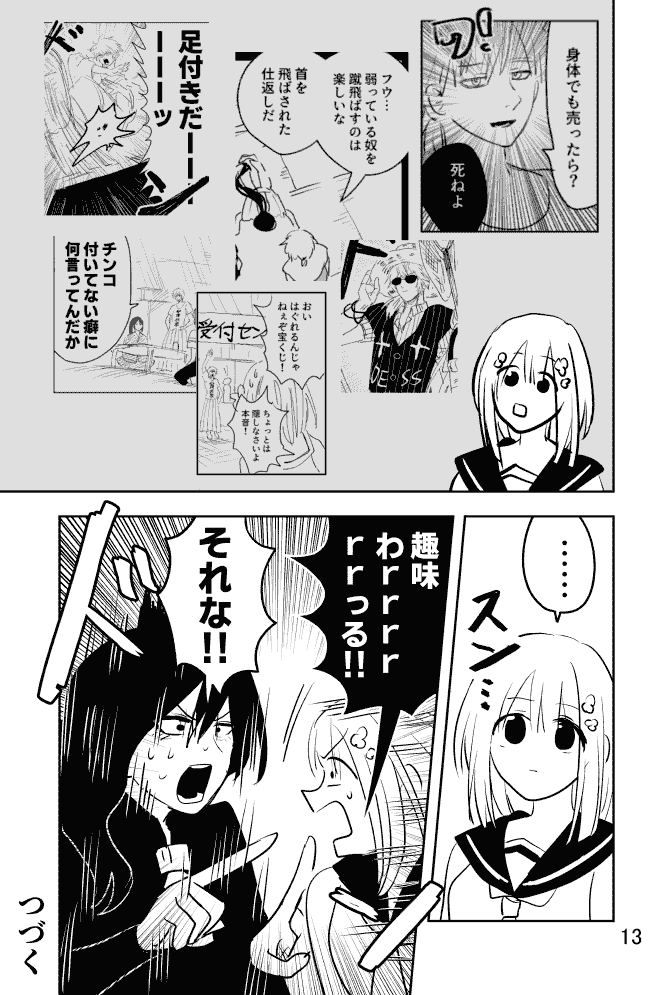 身体でも売ったら？
死ねよ
フウ…
弱っている奴を
蹴飛ばすのは
楽しいな
首を
飛ばされた
仕返しだ
足付きだーー
ーーーッ
DE:SS
おい
はぐれるんじゃ
ねぇぞ宝くじ！
受付セン
ちょっとは
隠しなさいよ
本音！
チンコ
付いてない癖に
何言ってんだか
……
スン…
趣味
わｒｒｒｒ
ｒｒっる!!
それな!!
つづく
13